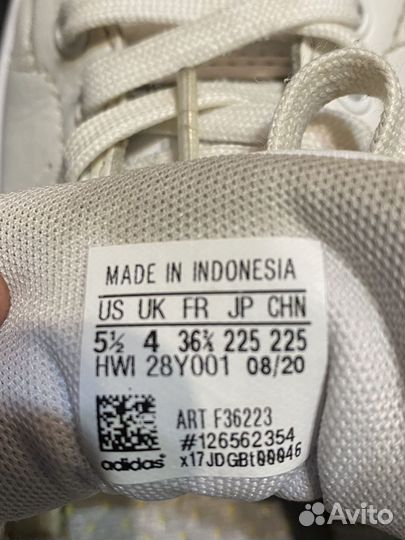 MADE IN INDONESIA
US UK FR JP CHN
5½ 4 36⅔ 225 225
HWI 28Y001 08/20
ART F36223
#126562354
adidas x17JDGBt00046
Avito